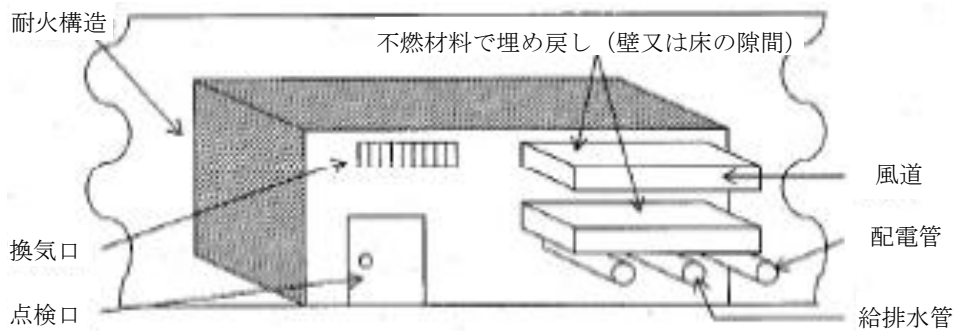 耐火構造
不燃材料で埋め戻し（壁又は床の隙間）
風道
換気口
配電管
点検口
給排水管